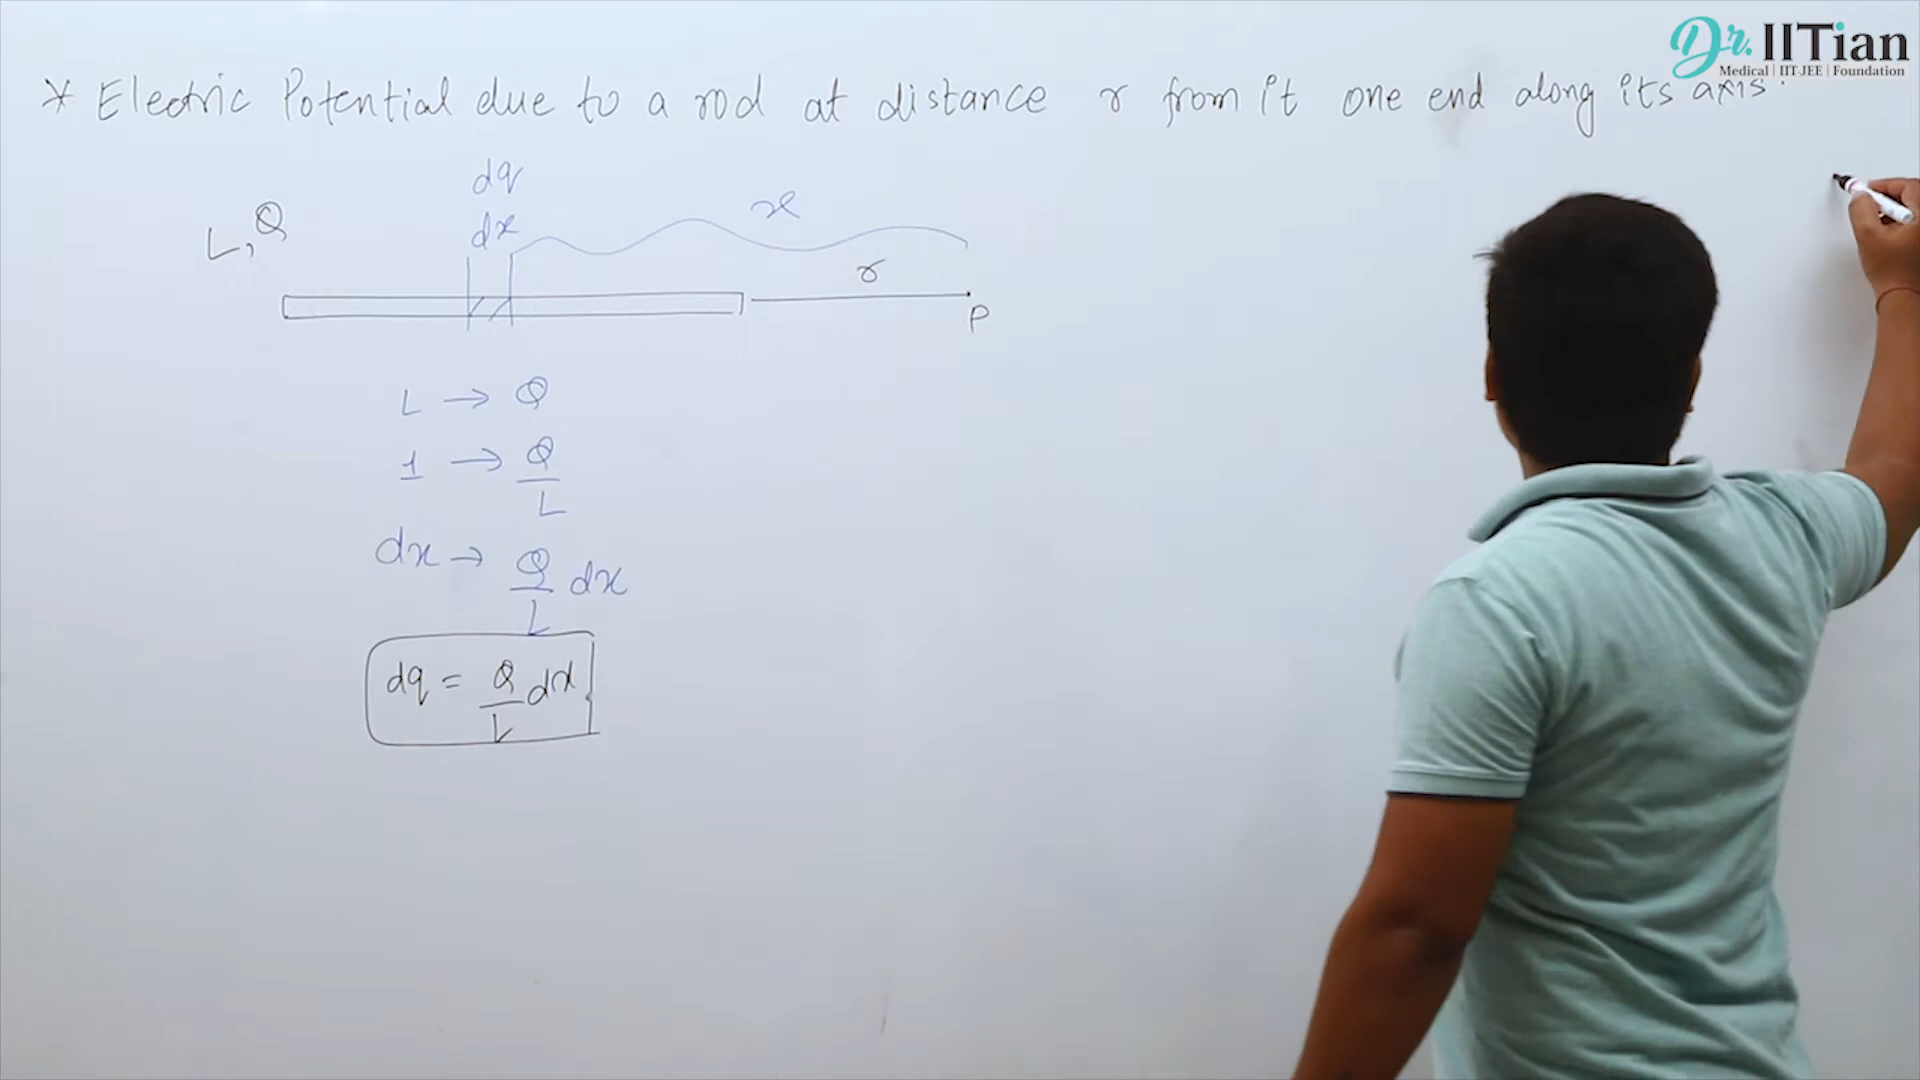 Dr. IITian
Medical | IIT-JEE | Foundation
* Electric Potential due to a rod at distance r from it one end along its axis.
dq
dx
x
L, Q
r
P
L → Q
1 → Q/L
dx → Q/L dx
dq = Q/L dx